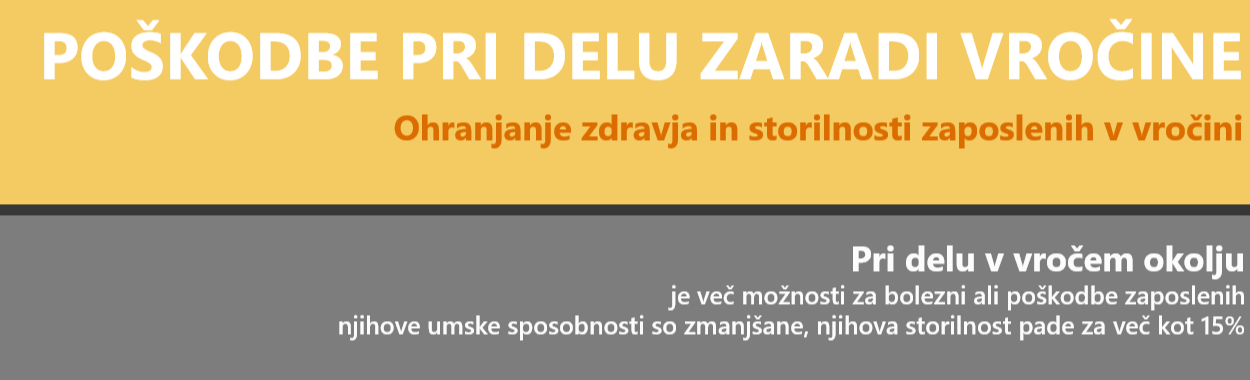 POŠKODBE PRI DELU ZARADI VROČINE
Ohranjanje zdravja in storilnosti zaposlenih v vročini
Pri delu v vročem okolju
je več možnosti za bolezni ali poškodbe zaposlenih
njihove umske sposobnosti so zmanjšane, njihova storilnost pade za več kot 15%